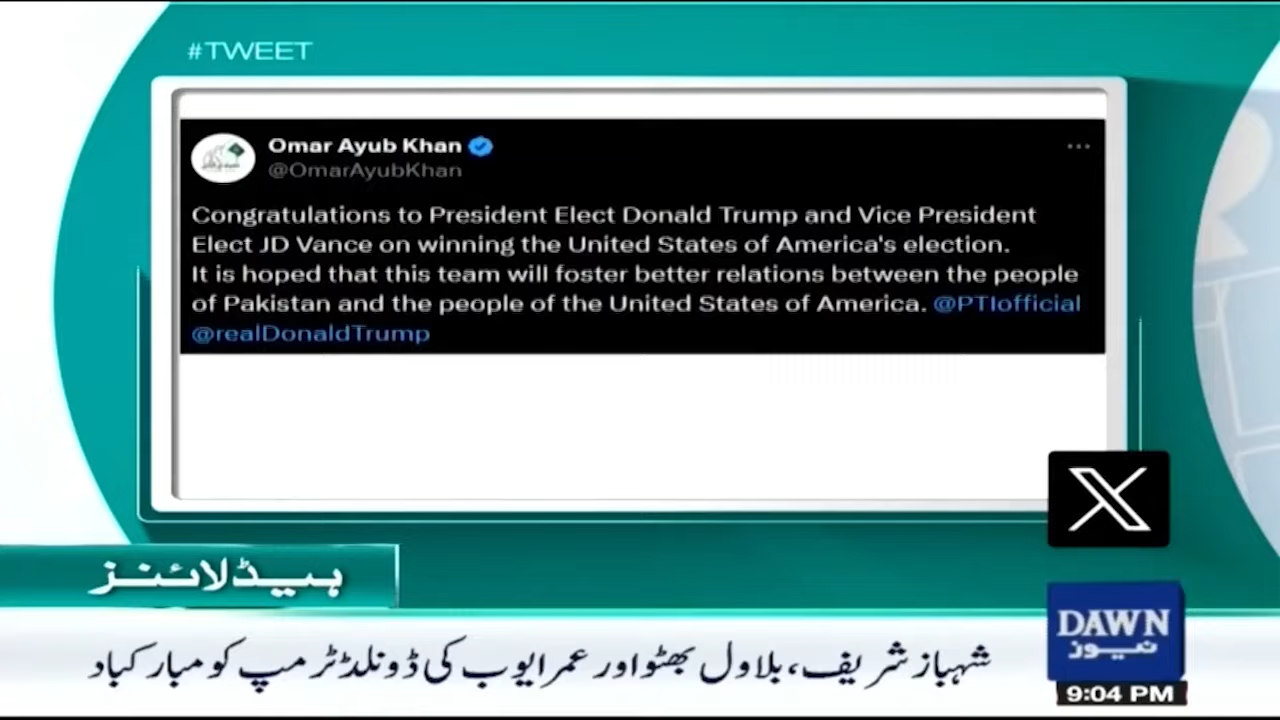 #TWEET
Omar Ayub Khan
@OmarAyubKhan
Congratulations to President Elect Donald Trump and Vice President
Elect JD Vance on winning the United States of America's election.
It is hoped that this team will foster better relations between the people
of Pakistan and the people of the United States of America. @PTIofficial
@realDonaldTrump
X
ہیڈلائنز
شہباز شریف، بلاول بھٹو اور عمر ایوب کی ڈونلڈ ٹرمپ کو مبارکباد
DAWN
نیوز
9:04 PM